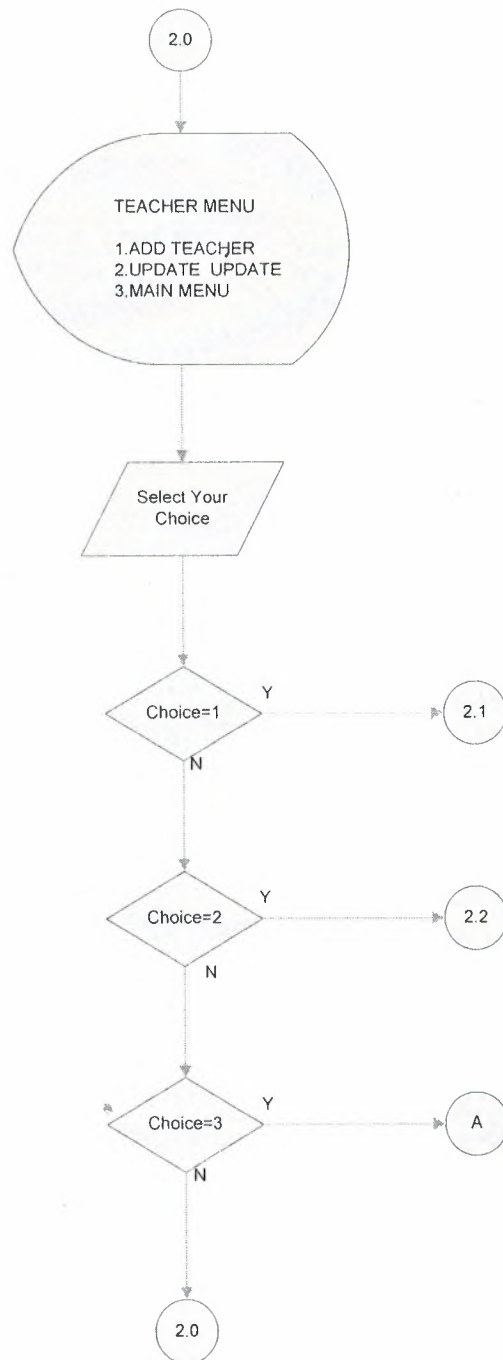 2.0
TEACHER MENU
1.ADD TEACHER
2.UPDATE UPDATE
3,MAIN MENU
Select Your
Choice
Choice=1
Y
2.1
N
Choice=2
Y
2.2
N
Choice=3
Y
A
N
2.0